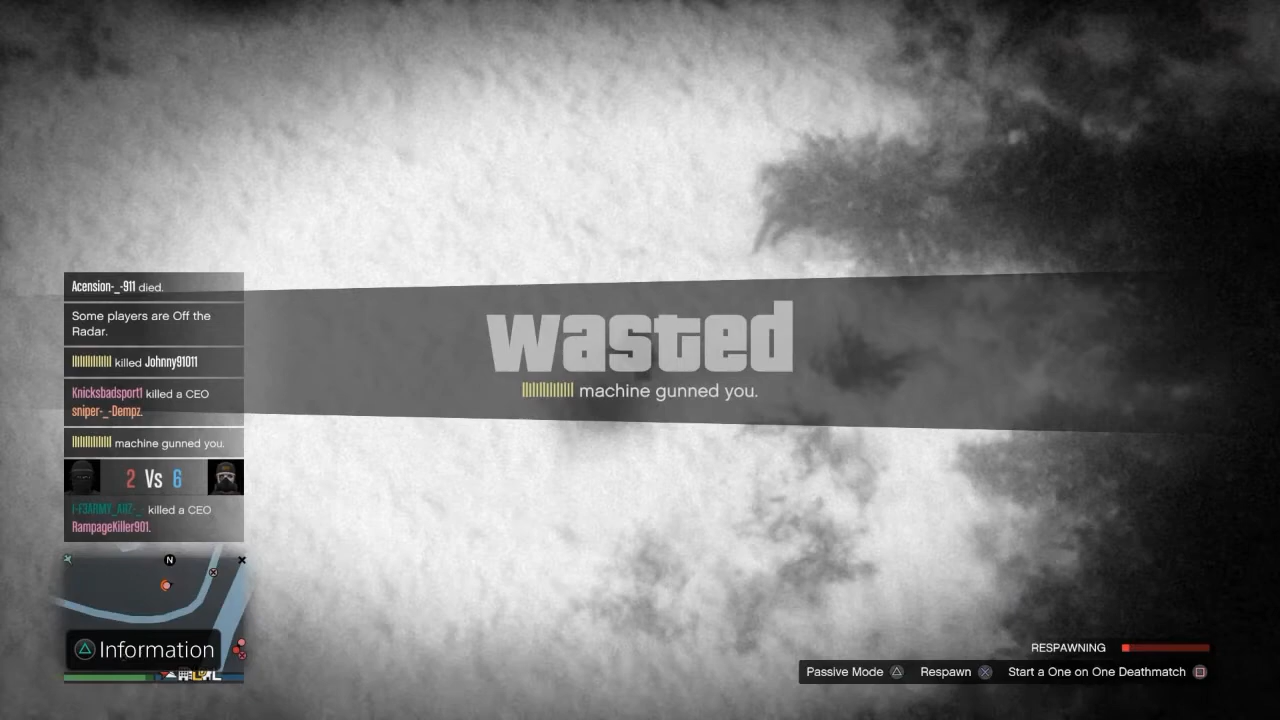 Acension-_-911 died.
Some players are Off the
Radar.
killed Johnny91011
Knicksbadsport1 killed a CEO
sniper-_-Dempz.
machine gunned you.
2 Vs 6
killed a CEO
RampageKiller901.
wasted
machine gunned you.
N
Information
RESPAWNING
Passive Mode Respawn Start a One on One Deathmatch